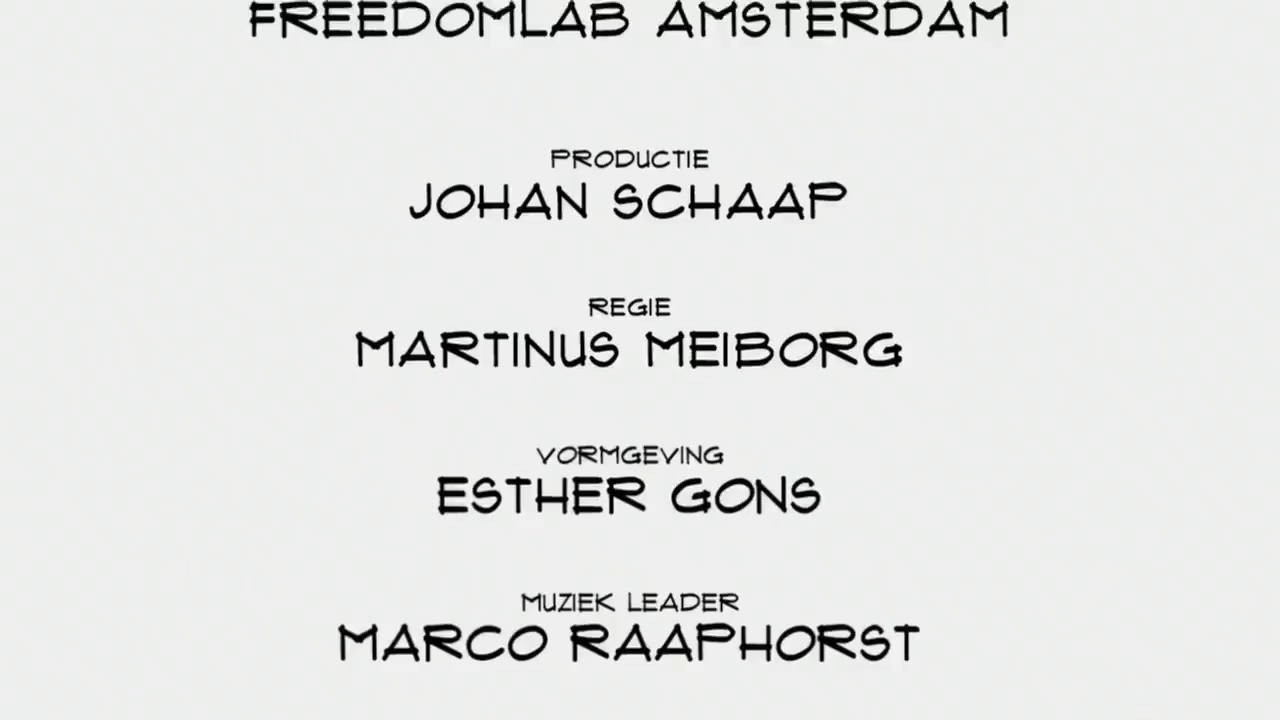 FREEDOMLAB AMSTERDAM
PRODUCTIE
JOHAN SCHAAP
REGIE
MARTINUS MEIBORG
VORMGEVING
ESTHER GONS
MUZIEK LEADER
MARCO RAAPHORST